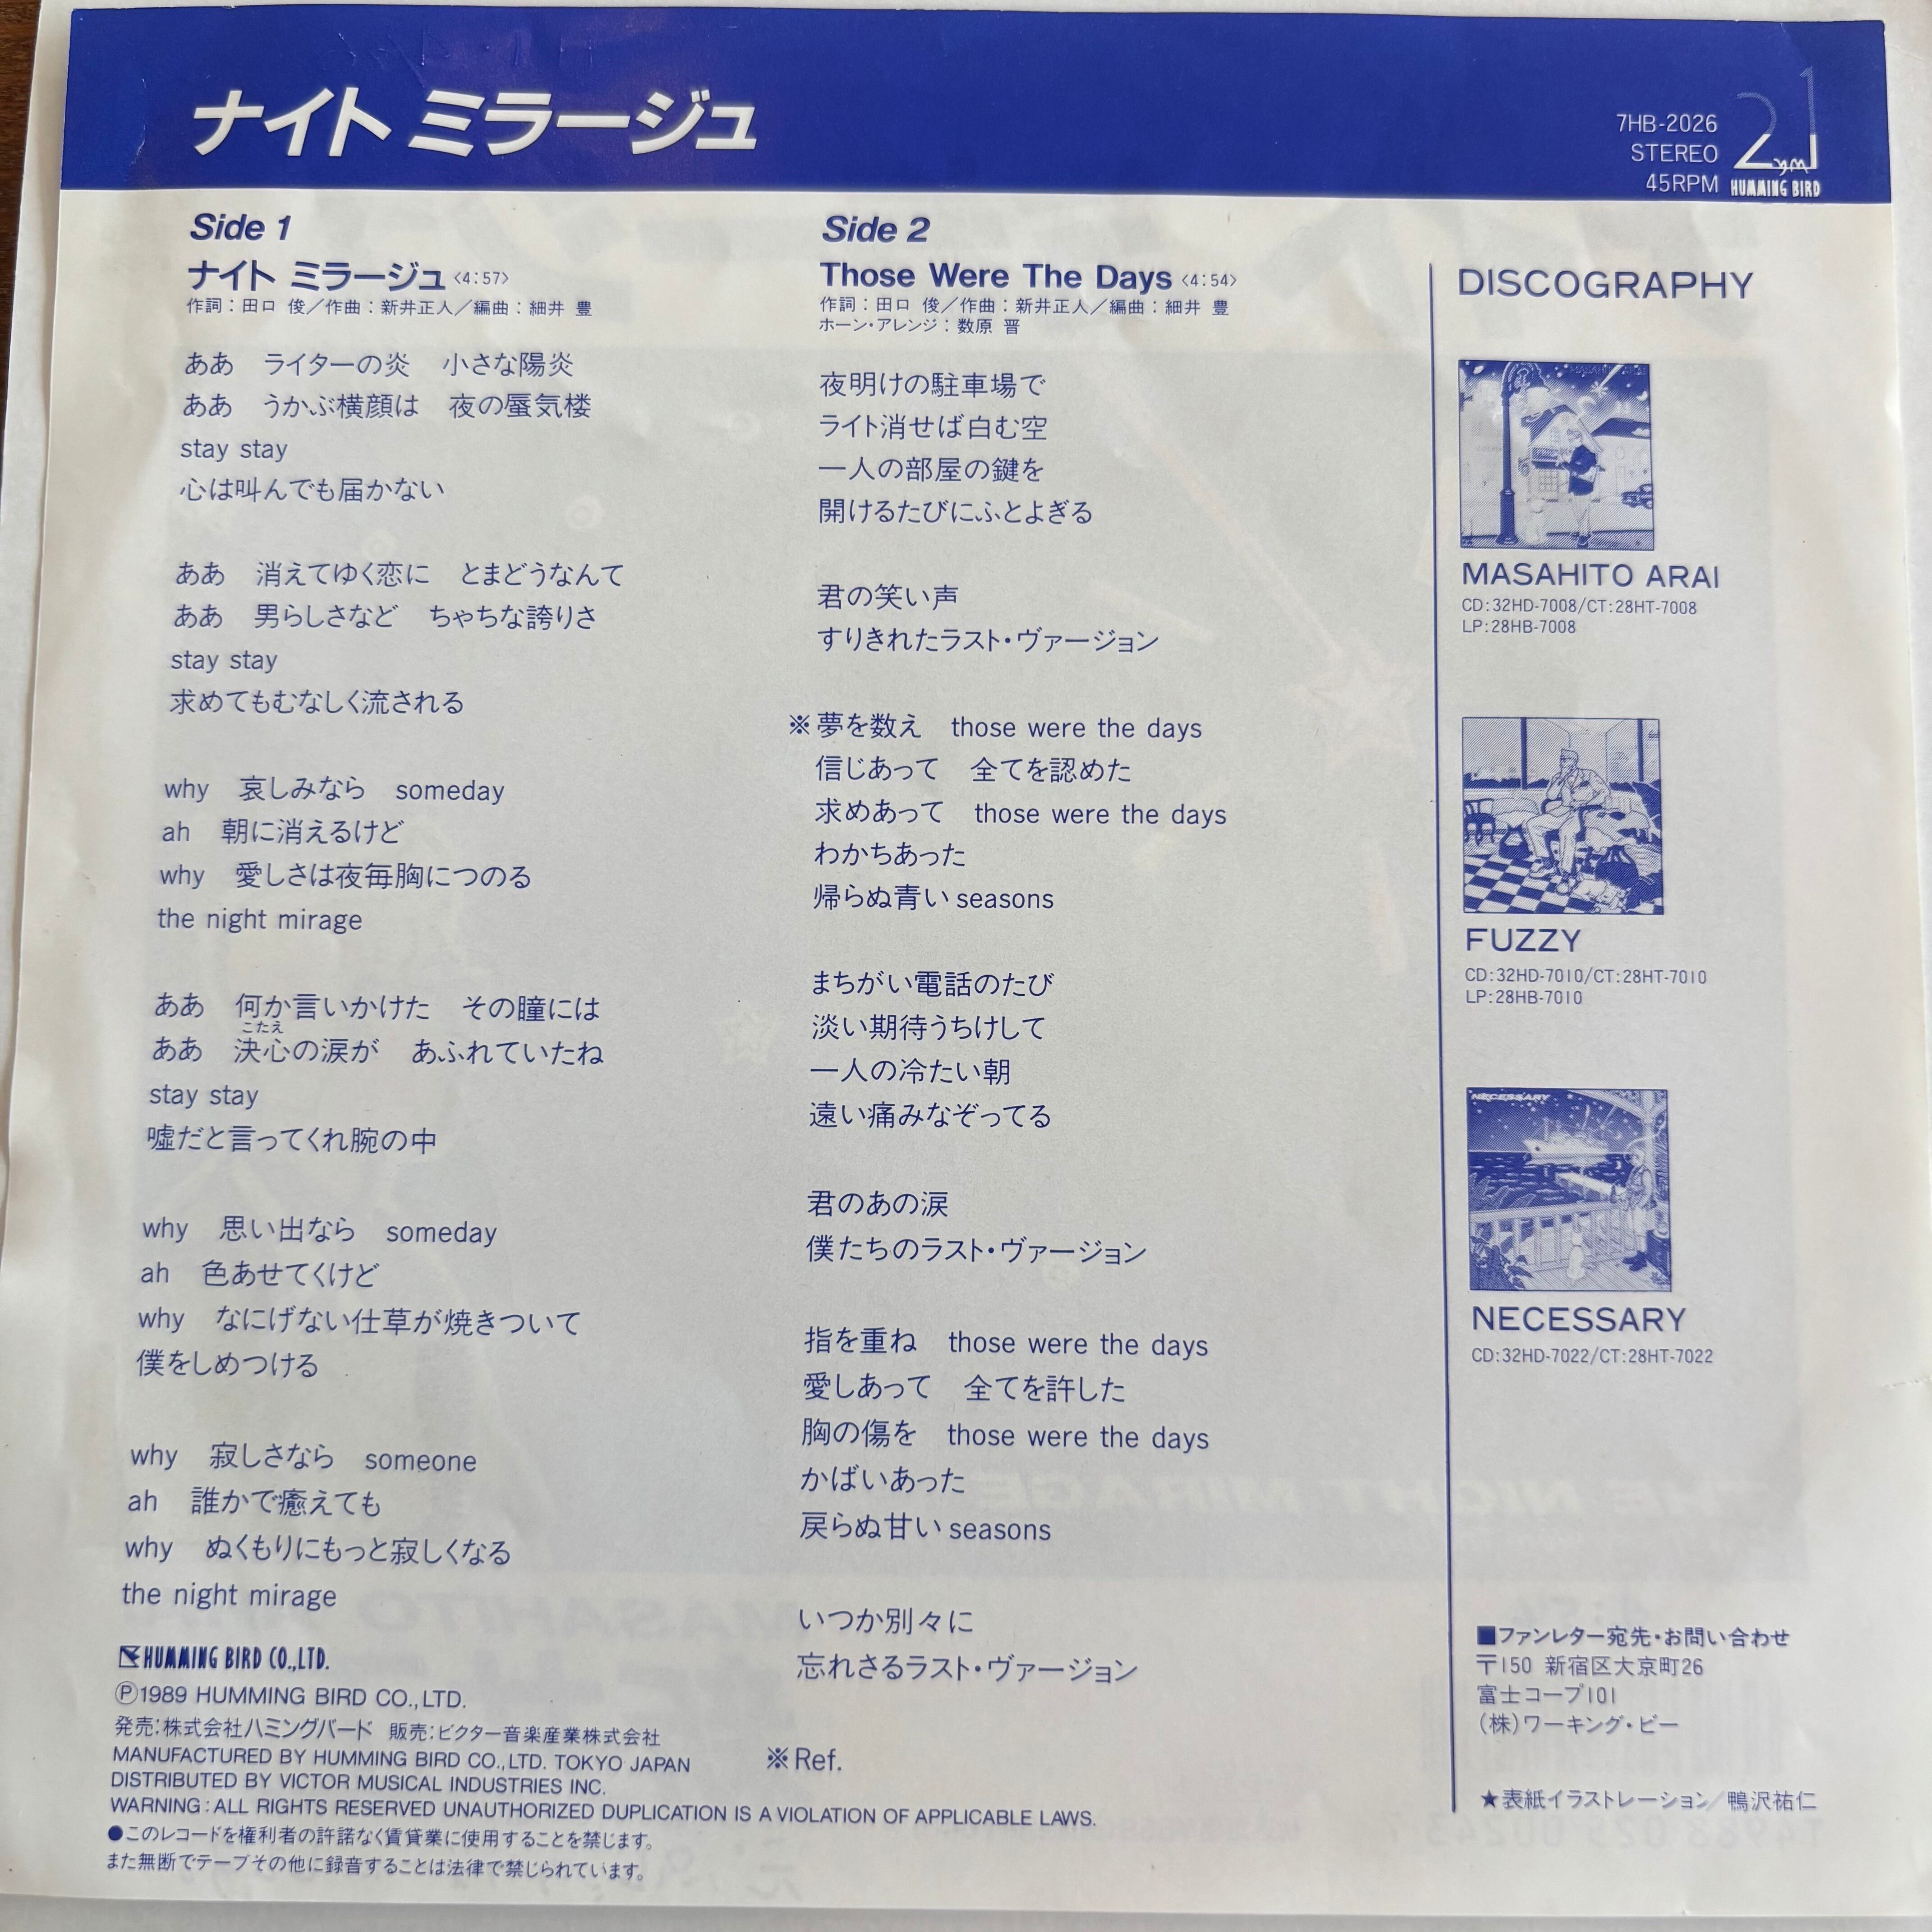 ナイト ミラージュ
7HB-2026
STEREO
45RPM
21
HUMMING BIRD
Side 1
ナイト ミラージュ〈4:57〉
作詞：田口 俊／作曲：新井正人／編曲：細井 豊
ああ　ライターの炎　小さな陽炎
ああ　うかぶ横顔は　夜の蜃気楼
stay stay
心は叫んでも届かない
ああ　消えてゆく恋に　とまどうなんて
ああ　男らしさなど　ちゃちな誇りさ
stay stay
求めてもむなしく流される
why　哀しみなら　someday
ah　朝に消えるけど
why　愛しさは夜毎胸につのる
the night mirage
ああ　何か言いかけた　その瞳には
こたえ
ああ　決心の涙が　あふれていたね
stay stay
嘘だと言ってくれ腕の中
why　思い出なら　someday
ah　色あせてくけど
why　なにげない仕草が焼きついて
僕をしめつける
why　寂しさなら　someone
ah　誰かで癒えても
why　ぬくもりにもっと寂しくなる
the night mirage
HUMMING BIRD CO.,LTD.
Ⓟ1989 HUMMING BIRD CO.,LTD.
発売：株式会社ハミングバード　販売：ビクター音楽産業株式会社
MANUFACTURED BY HUMMING BIRD CO.,LTD. TOKYO JAPAN
DISTRIBUTED BY VICTOR MUSICAL INDUSTRIES INC.
WARNING：ALL RIGHTS RESERVED UNAUTHORIZED DUPLICATION IS A VIOLATION OF APPLICABLE LAWS.
●このレコードを権利者の許諾なく賃貸業に使用することを禁じます。
また無断でテープその他に録音することは法律で禁じられています。
Side 2
Those Were The Days〈4:54〉
作詞：田口 俊／作曲：新井正人／編曲：細井 豊
ホーン・アレンジ：数原 晋
夜明けの駐車場で
ライト消せば白む空
一人の部屋の鍵を
開けるたびにふとよぎる
君の笑い声
すりきれたラスト・ヴァージョン
※夢を数え　those were the days
信じあって　全てを認めた
求めあって　those were the days
わかちあった
帰らぬ青いseasons
まちがい電話のたび
淡い期待うちけして
一人の冷たい朝
遠い痛みなぞってる
君のあの涙
僕たちのラスト・ヴァージョン
指を重ね　those were the days
愛しあって　全てを許した
胸の傷を　those were the days
かばいあった
戻らぬ甘いseasons
いつか別々に
忘れさるラスト・ヴァージョン
※Ref.
DISCOGRAPHY
MASAHITO ARAI
CD：32HD-7008/CT：28HT-7008
LP：28HB-7008
FUZZY
CD：32HD-7010/CT：28HT-7010
LP：28HB-7010
NECESSARY
NECESSARY
CD：32HD-7022/CT：28HT-7022
■ファンレター宛先・お問い合わせ
〒150 新宿区大京町26
富士コープ101
（株）ワーキング・ビー
★表紙イラストレーション／鴨沢祐仁